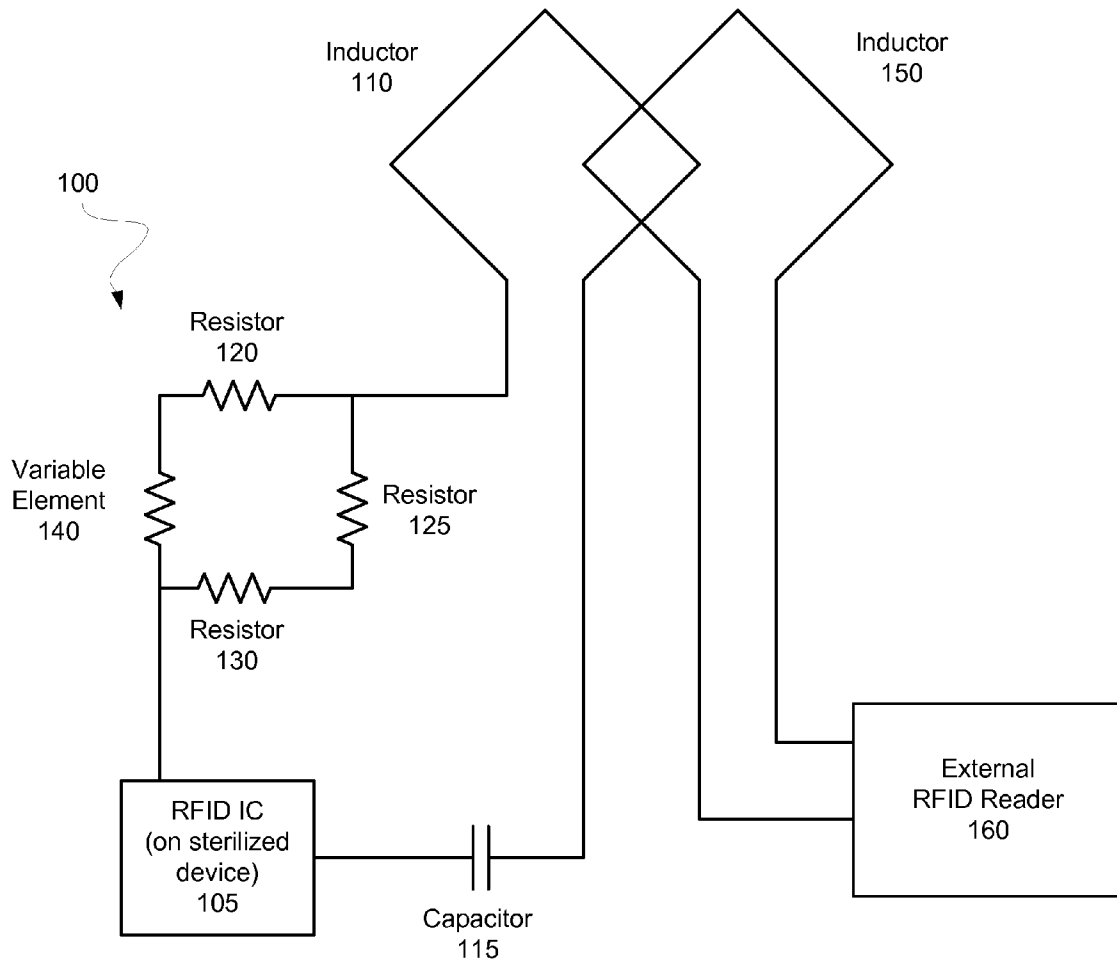 Inductor
110
Inductor
150
100
Resistor
120
Variable
Element
140
Resistor
125
Resistor
130
RFID IC
(on sterilized
device)
105
Capacitor
115
External
RFID Reader
160